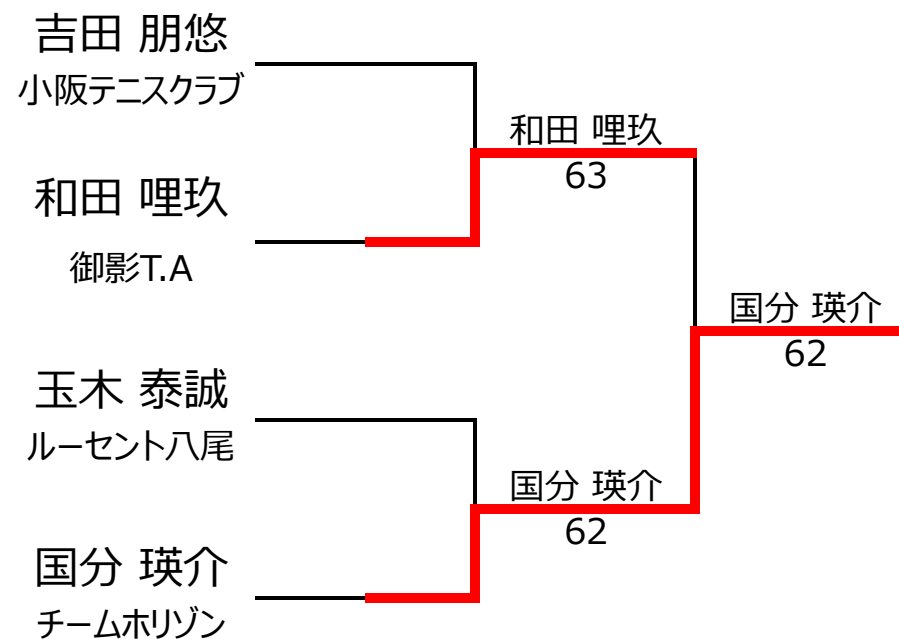 吉田 朋悠
小阪テニスクラブ
和田 哩玖
63
和田 哩玖
御影T.A
国分 瑛介
62
玉木 泰誠
ルーセント八尾
国分 瑛介
62
国分 瑛介
チームホリゾン